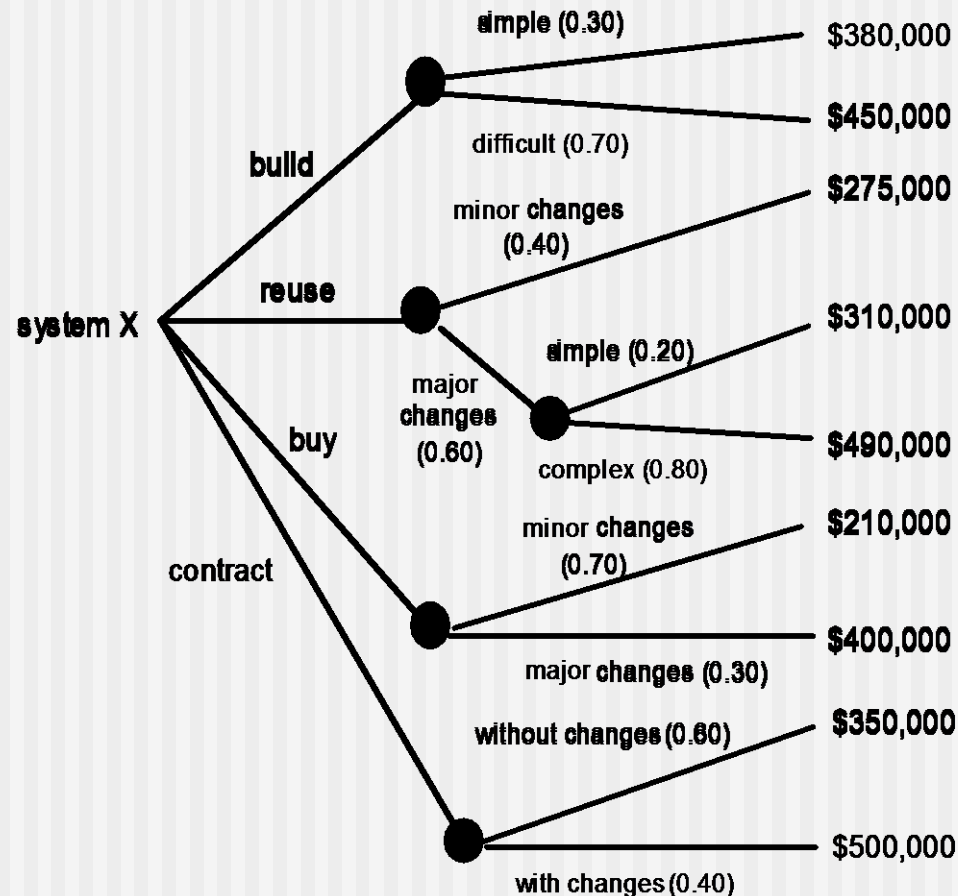 simple (0.30)
$380,000
$450,000
difficult (0.70)
build
$275,000
minor changes
(0.40)
reuse
system X
$310,000
simple (0.20)
major
changes
(0.60)
buy
$490,000
complex (0.80)
$210,000
minor changes
(0.70)
contract
$400,000
major changes (0.30)
$350,000
without changes (0.60)
$500,000
with changes (0.40)